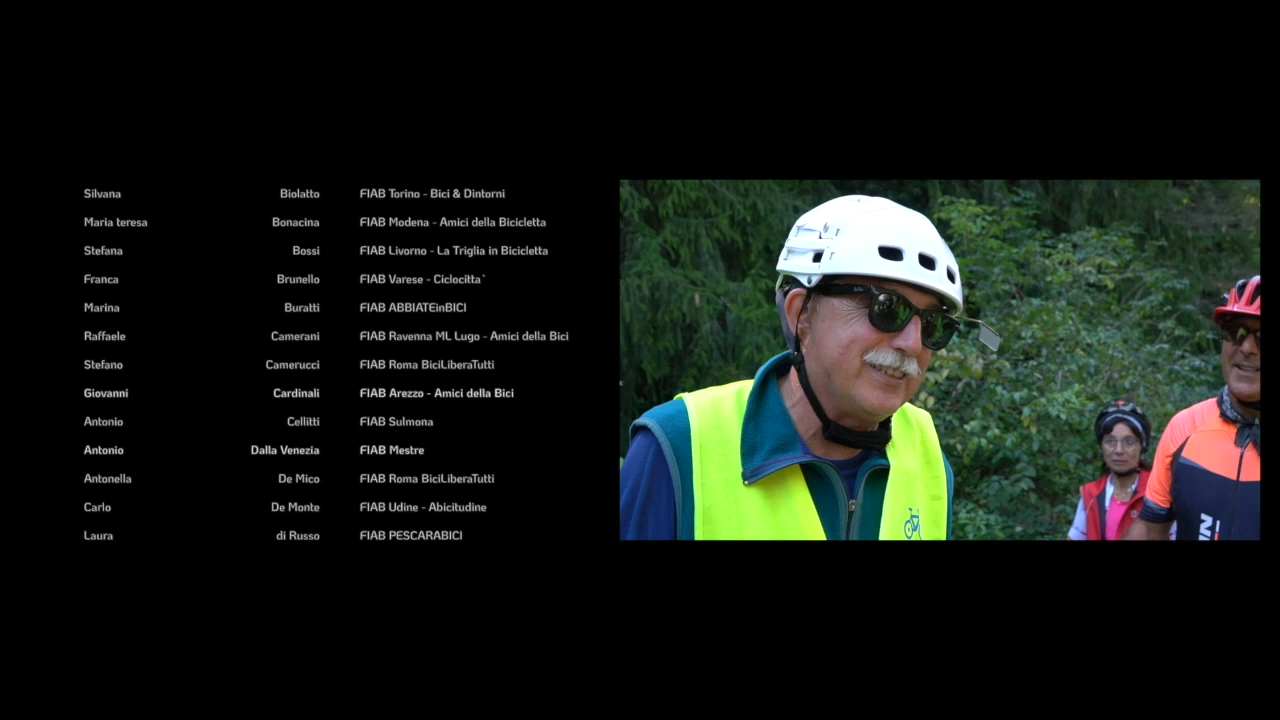 Silvana Biolatto FIAB Torino - Bici & Dintorni
Maria teresa Bonacina FIAB Modena - Amici della Bicicletta
Stefana Bossi FIAB Livorno - La Triglia in Bicicletta
Franca Brunello FIAB Varese - Ciclocitta`
Marina Buratti FIAB ABBIATEinBICI
Raffaele Camerani FIAB Ravenna ML Lugo - Amici della Bici
Stefano Camerucci FIAB Roma BiciLiberaTutti
Giovanni Cardinali FIAB Arezzo - Amici della Bici
Antonio Cellitti FIAB Sulmona
Antonio Dalla Venezia FIAB Mestre
Antonella De Mico FIAB Roma BiciLiberaTutti
Carlo De Monte FIAB Udine - Abicitudine
Laura di Russo FIAB PESCARABICI